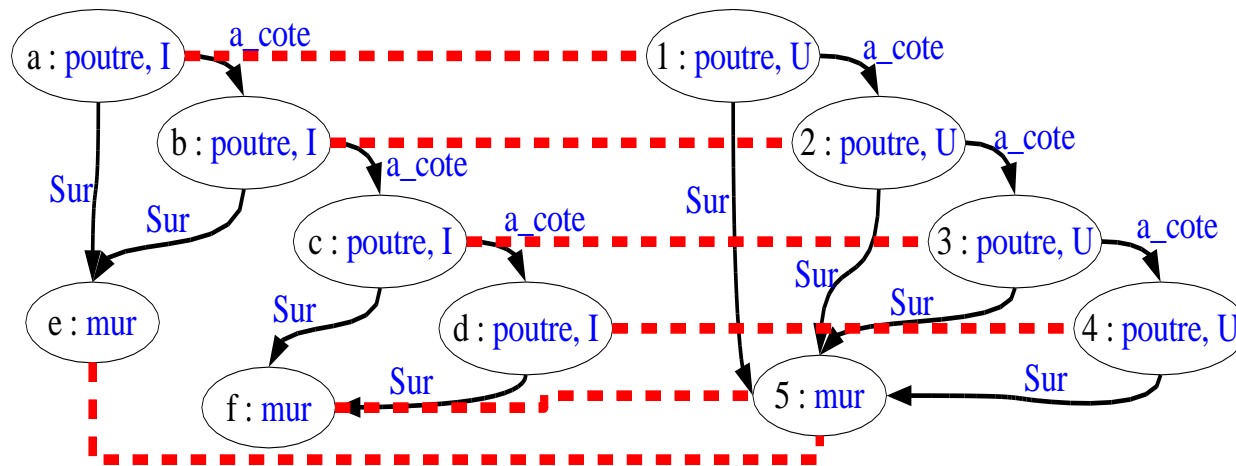 a : poutre, I
a_cote
1 : poutre, U
a_cote
b : poutre, I
a_cote
2 : poutre, U
a_cote
Sur
Sur
Sur
c : poutre, I
a_cote
3 : poutre, U
a_cote
Sur
Sur
Sur
e : mur
d : poutre, I
4 : poutre, U
f : mur
Sur
5 : mur
Sur